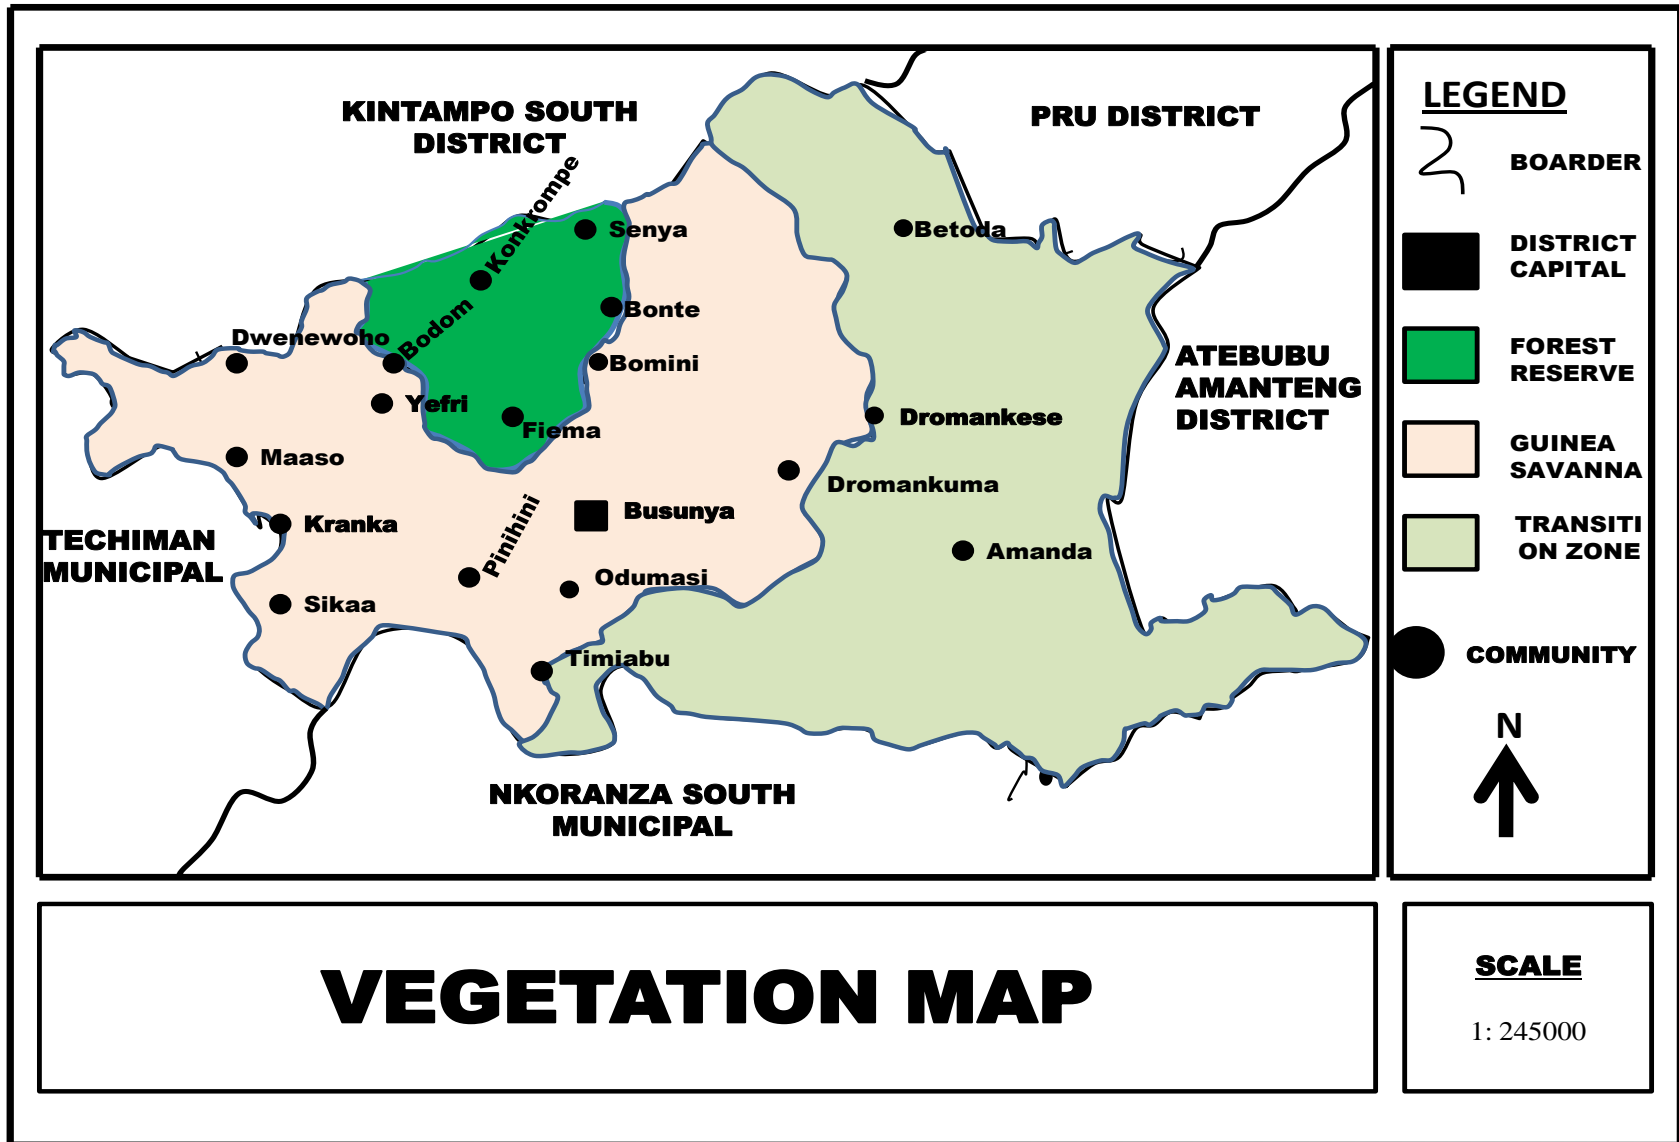 KINTAMPO SOUTH
DISTRICT
PRU DISTRICT
Konkrompe
Senya
Betoda
Bodom
Bonte
Dwenewoho
Bomini
ATEBUBU
AMANTENG
DISTRICT
Yefri
Fiema
Dromankese
Maaso
Dromankuma
Kranka
Pinihini
Busunya
TECHIMAN
MUNICIPAL
Amanda
Odumasi
Sikaa
Timiabu
NKORANZA SOUTH
MUNICIPAL
LEGEND
BOARDER
DISTRICT
CAPITAL
FOREST
RESERVE
GUINEA
SAVANNA
TRANSITI
ON ZONE
COMMUNITY
N
VEGETATION MAP
SCALE
1: 245000